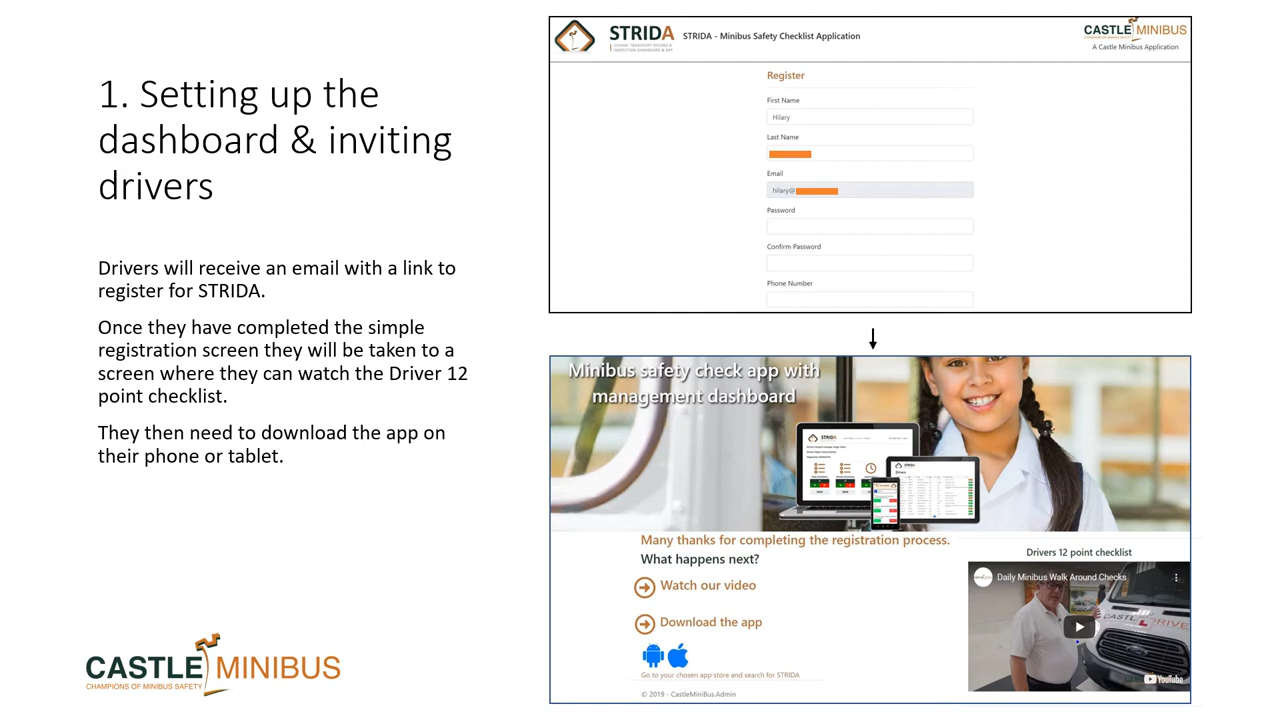 1. Setting up the
dashboard & inviting
drivers
Drivers will receive an email with a link to
register for STRIDA.
Once they have completed the simple
registration screen they will be taken to a
screen where they can watch the Driver 12
point checklist.
They then need to download the app on
their phone or tablet.
CASTLE MINIBUS
CHAMPIONS OF MINIBUS SAFETY
STRIDA
STRIDA - Minibus Safety Checklist Application
CASTLE MINIBUS
A Castle Minibus Application
Register
First Name
Hilary
Last Name
Email
hilary@
Password
Confirm Password
Phone Number
Minibus safety check app with
management dashboard
STRIDA
STRIDA
Drivers
Many thanks for completing the registration process.
What happens next?
Watch our video
Download the app
Go to your chosen app store and search for STRIDA
© 2019 - CastleMiniBus.Admin
Drivers 12 point checklist
Daily Minibus Walk Around Checks
CASTLE DRIVE
YouTube